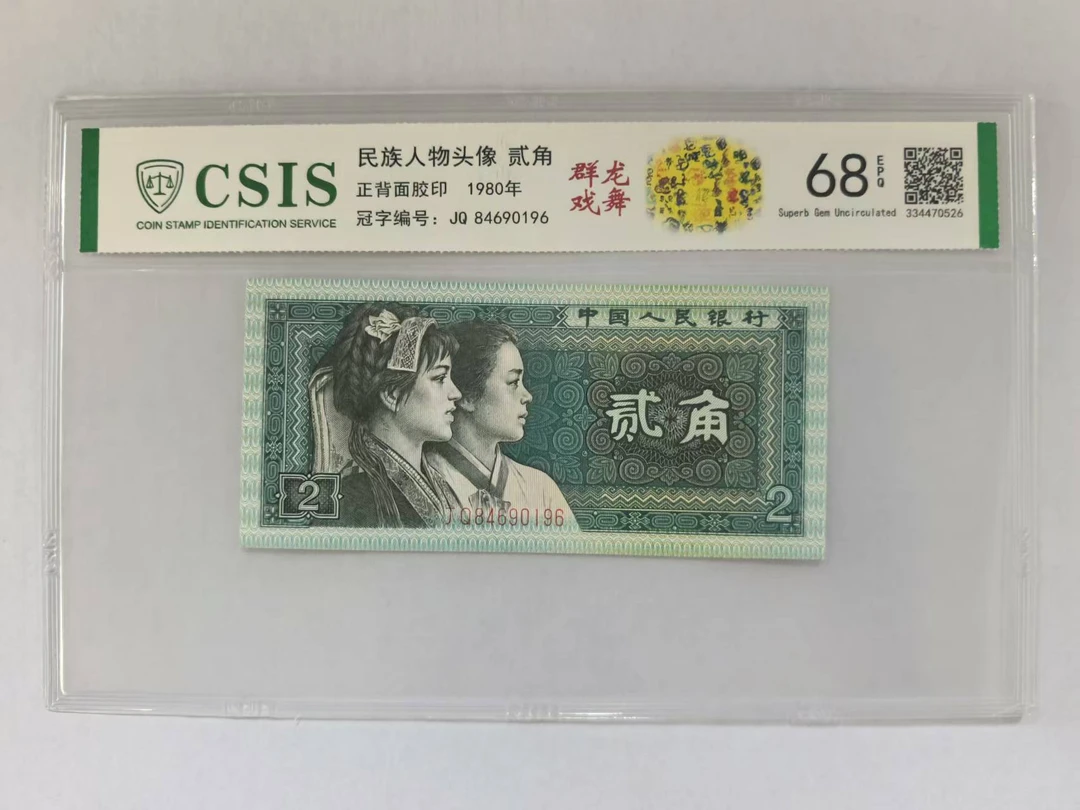 CSIS
COIN STAMP IDENTIFICATION SERVICE
民族人物头像 贰角
正背面胶印 1980年
冠字编号: JQ 84690196
群龙
戏舞
68
EPQ
Superb Gem Uncirculated
334470526
中国人民银行
贰角
2
2
JQ84690196